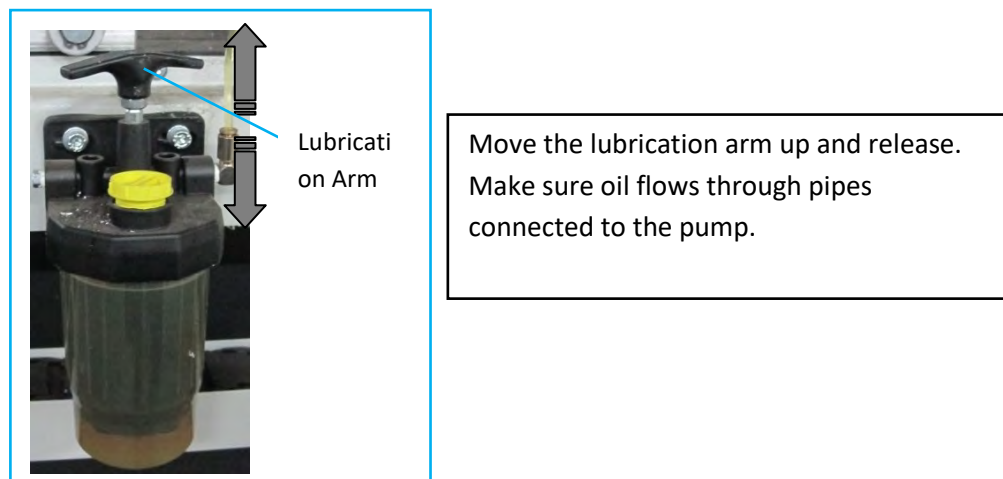 Lubricati
on Arm
Move the lubrication arm up and release.
Make sure oil flows through pipes
connected to the pump.